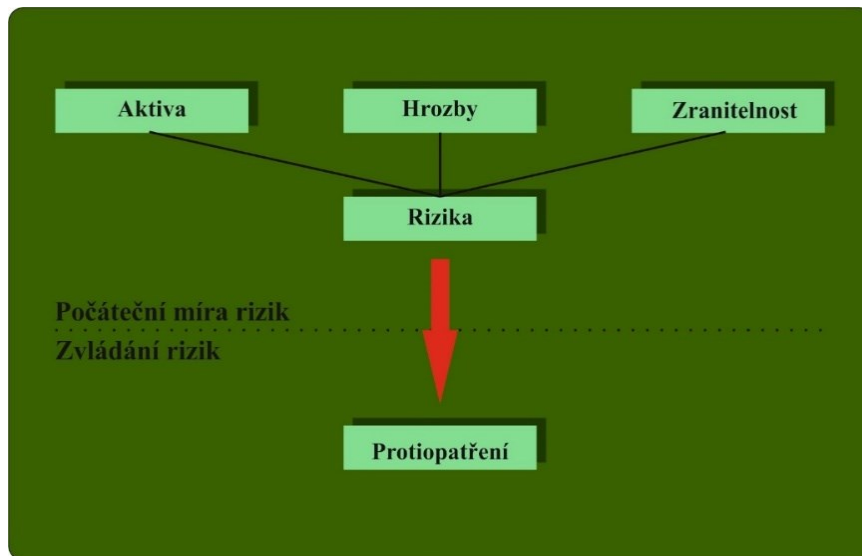 Aktiva
Hrozby
Zranitelnost
Rizika
Počáteční míra rizik
Zvládání rizik
Protiopatření